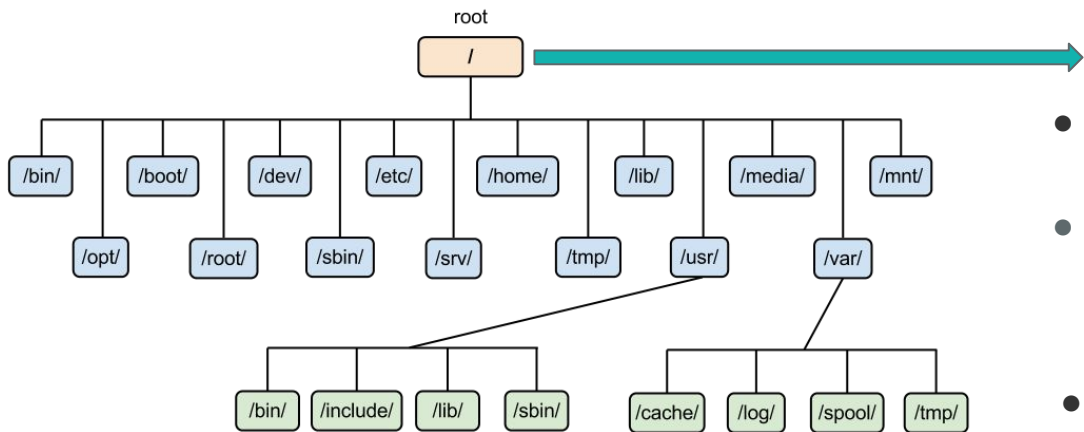 root
/
/bin/
/boot/
/dev/
/etc/
/home/
/lib/
/media/
/mnt/
/opt/
/root/
/sbin/
/srv/
/tmp/
/usr/
/var/
/bin/
/include/
/lib/
/sbin/
/cache/
/log/
/spool/
/tmp/